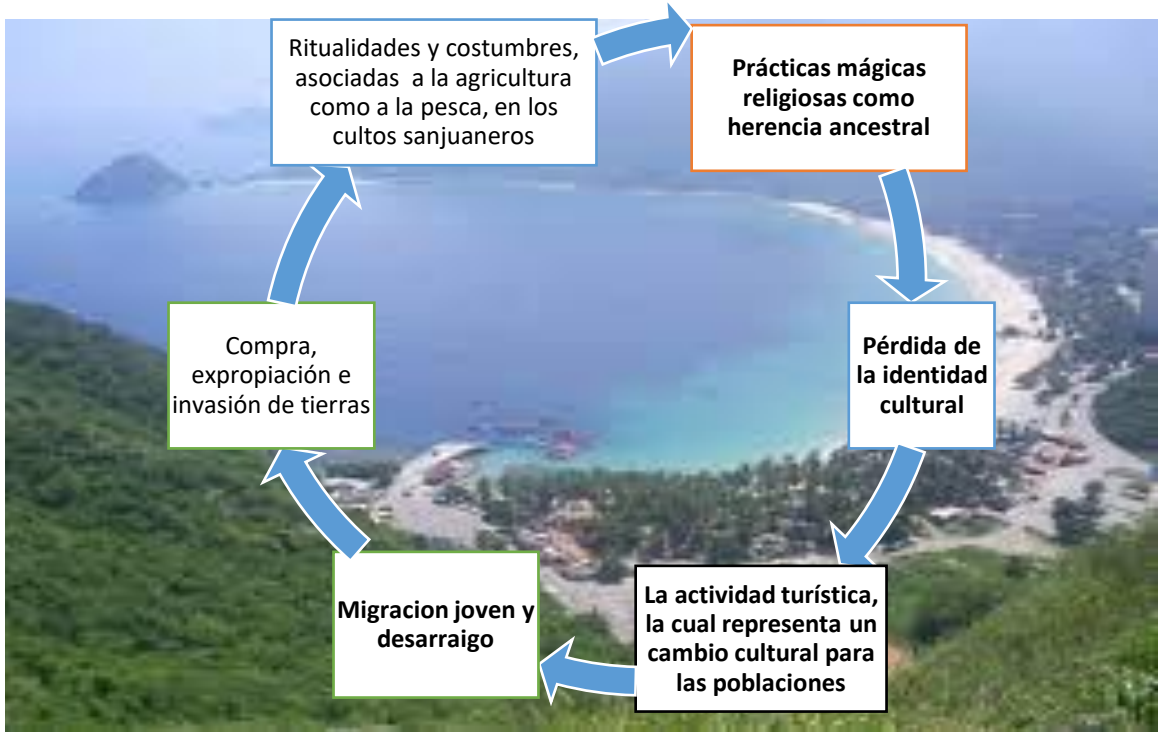 Ritualidades y costumbres,
asociadas a la agricultura
como a la pesca, en los
cultos sanjuaneros
Prácticas mágicas
religiosas como
herencia ancestral
Pérdida de
la identidad
cultural
La actividad turística,
la cual representa un
cambio cultural para
las poblaciones
Migracion joven y
desarraigo
Compra,
expropiación e
invasión de tierras